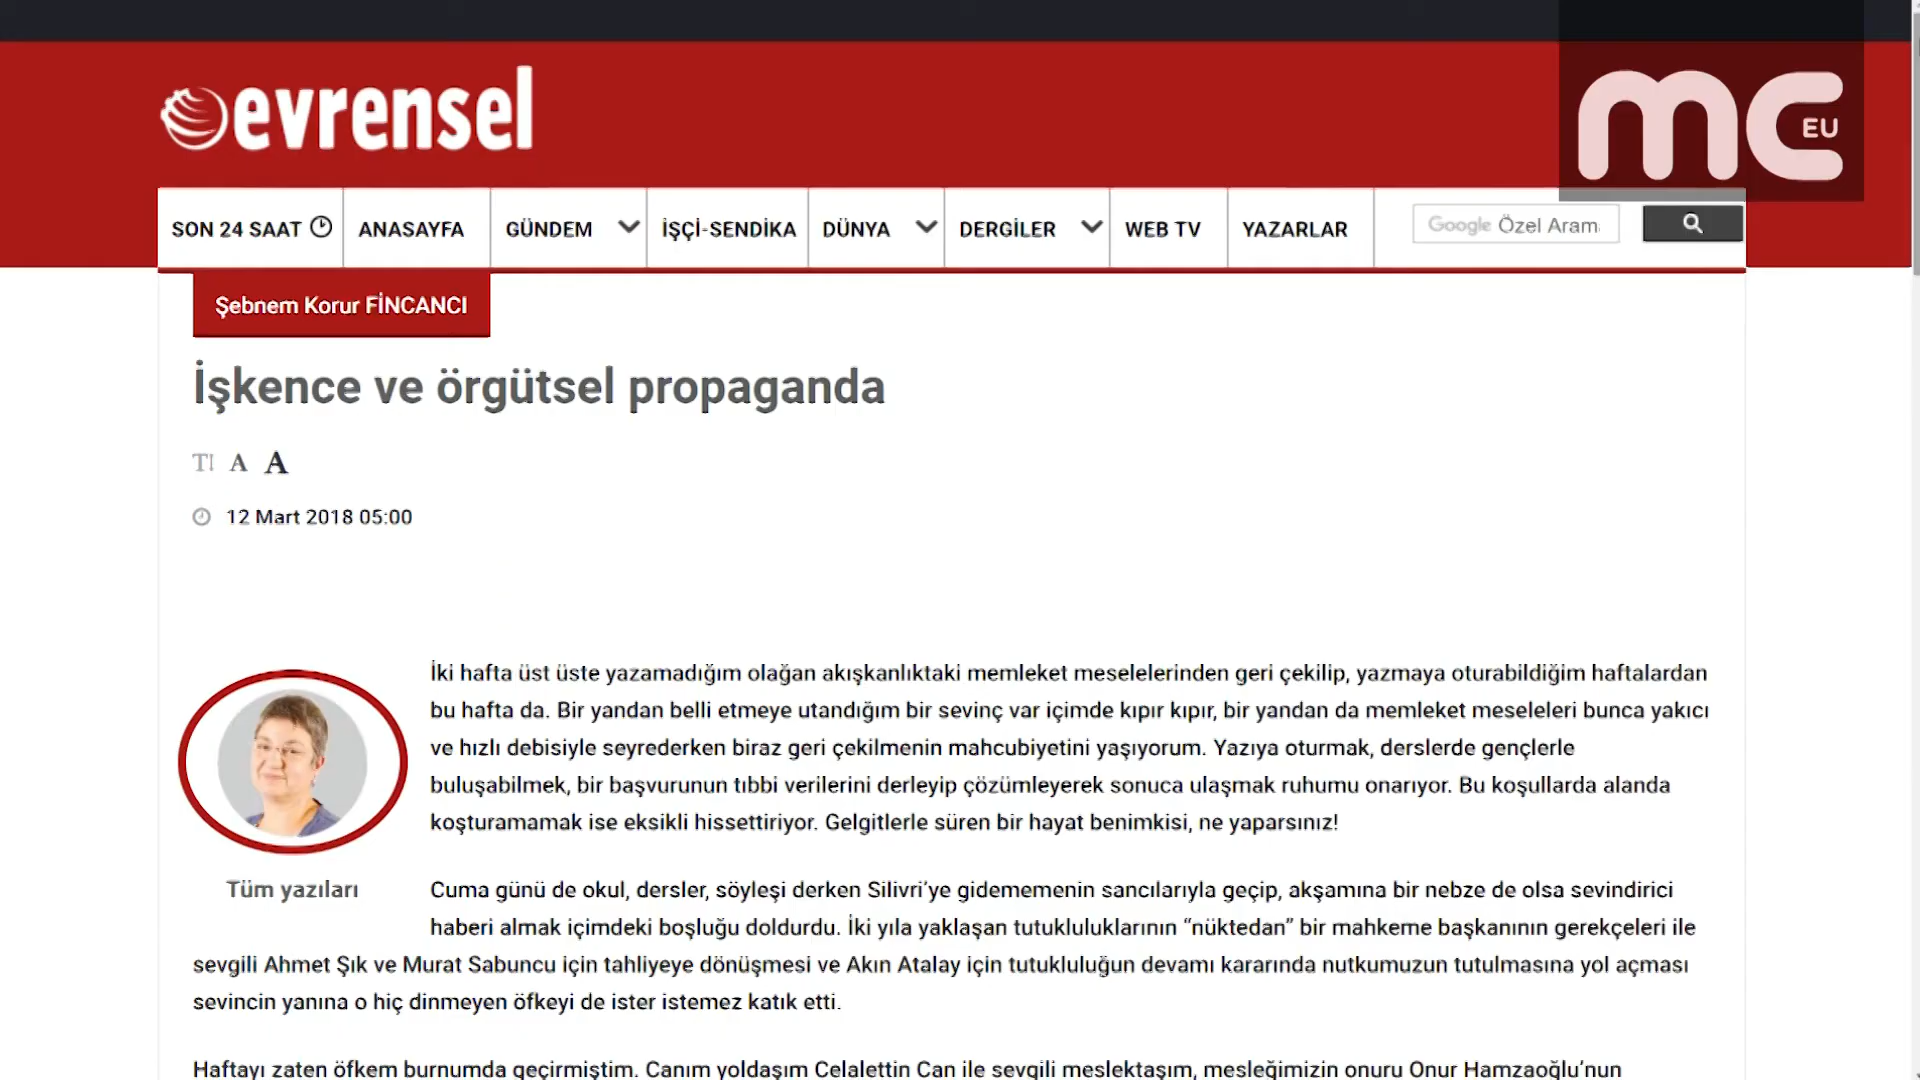 evrensel
mc EU
SON 24 SAAT ANASAYFA GÜNDEM İŞÇİ-SENDİKA DÜNYA DERGİLER WEB TV YAZARLAR Google Özel Aram
Şebnem Korur FİNCANCI
İşkence ve örgütsel propaganda
T A A
12 Mart 2018 05:00
İki hafta üst üste yazamadığım olağan akışkanlıktaki memleket meselelerinden geri çekilip, yazmaya oturabildiğim haftalardan
bu hafta da. Bir yandan belli etmeye utandığım bir sevinç var içimde kıpır kıpır, bir yandan da memleket meseleleri bunca yakıcı
ve hızlı debisiyle seyrederken biraz geri çekilmenin mahcubiyetini yaşıyorum. Yazıya oturmak, derslerde gençlerle
buluşabilmek, bir başvurunun tıbbi verilerini derleyip çözümleyerek sonuca ulaşmak ruhumu onarıyor. Bu koşullarda alanda
koşturamamak ise eksikli hissettiriyor. Gelgitlerle süren bir hayat benimkisi, ne yaparsınız!
Tüm yazıları
Cuma günü de okul, dersler, söyleşi derken Silivri’ye gidememenin sancılarıyla geçip, akşamına bir nebze de olsa sevindirici
haberi almak içimdeki boşluğu doldurdu. İki yıla yaklaşan tutukluluklarının “nüktedan” bir mahkeme başkanının gerekçeleri ile
sevgili Ahmet Şık ve Murat Sabuncu için tahliyeye dönüşmesi ve Akın Atalay için tutukluluğun devamı kararında nutkumuzun tutulmasına yol açması
sevincin yanına o hiç dinmeyen öfkeyi de ister istemez katık etti.
Haftayı zaten öfkem burnumda geçirmiştim. Canım yoldaşım Celalettin Can ile sevgili meslektaşım, mesleğimizin onuru Onur Hamzaoğlu’nun